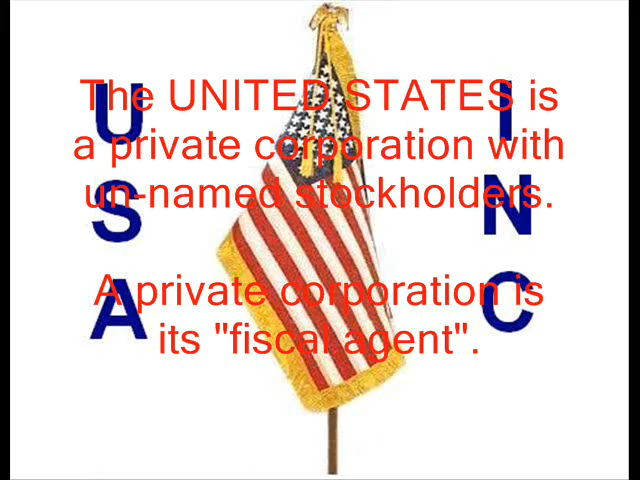 The UNITED STATES is
a private corporation with
un-named stockholders.
A private corporation is
its "fiscal agent".
USA
INC